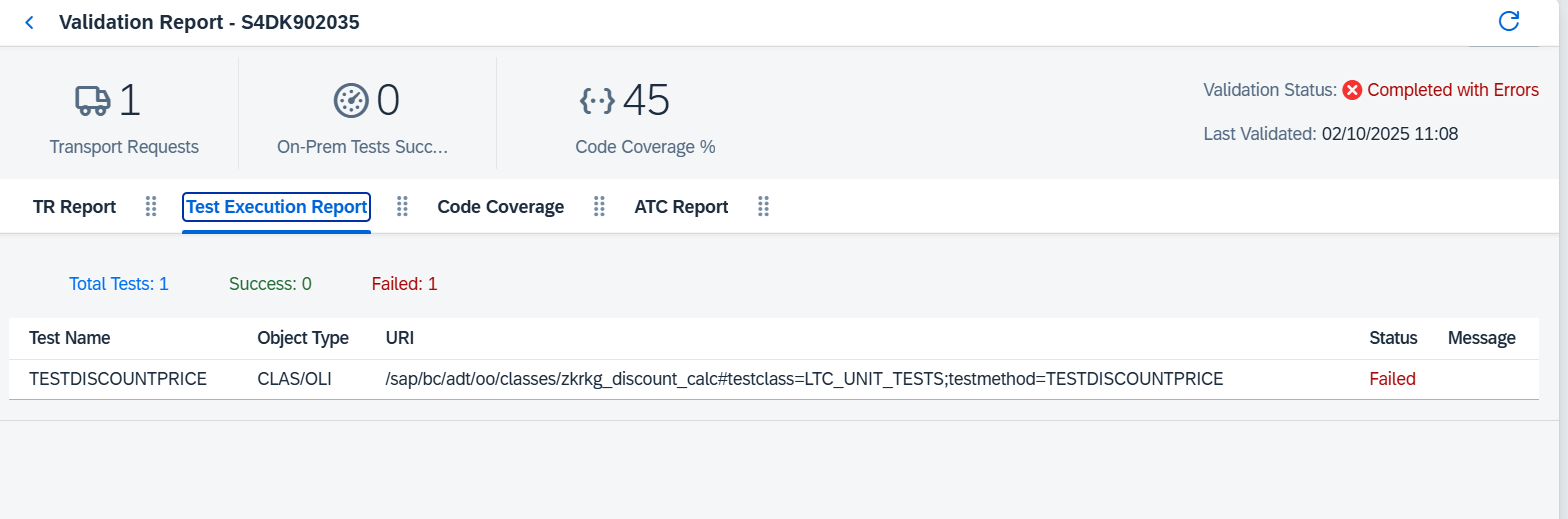 Validation Report - S4DK902035
1
Transport Requests
0
On-Prem Tests Succ...
45
Code Coverage %
Validation Status: Completed with Errors
Last Validated: 02/10/2025 11:08
TR Report Test Execution Report Code Coverage ATC Report
Total Tests: 1 Success: 0 Failed: 1
Test Name Object Type URI Status Message
TESTDISCOUNTPRICE CLAS/OLI /sap/bc/adt/oo/classes/zkrkg_discount_calc#testclass=LTC_UNIT_TESTS;testmethod=TESTDISCOUNTPRICE Failed